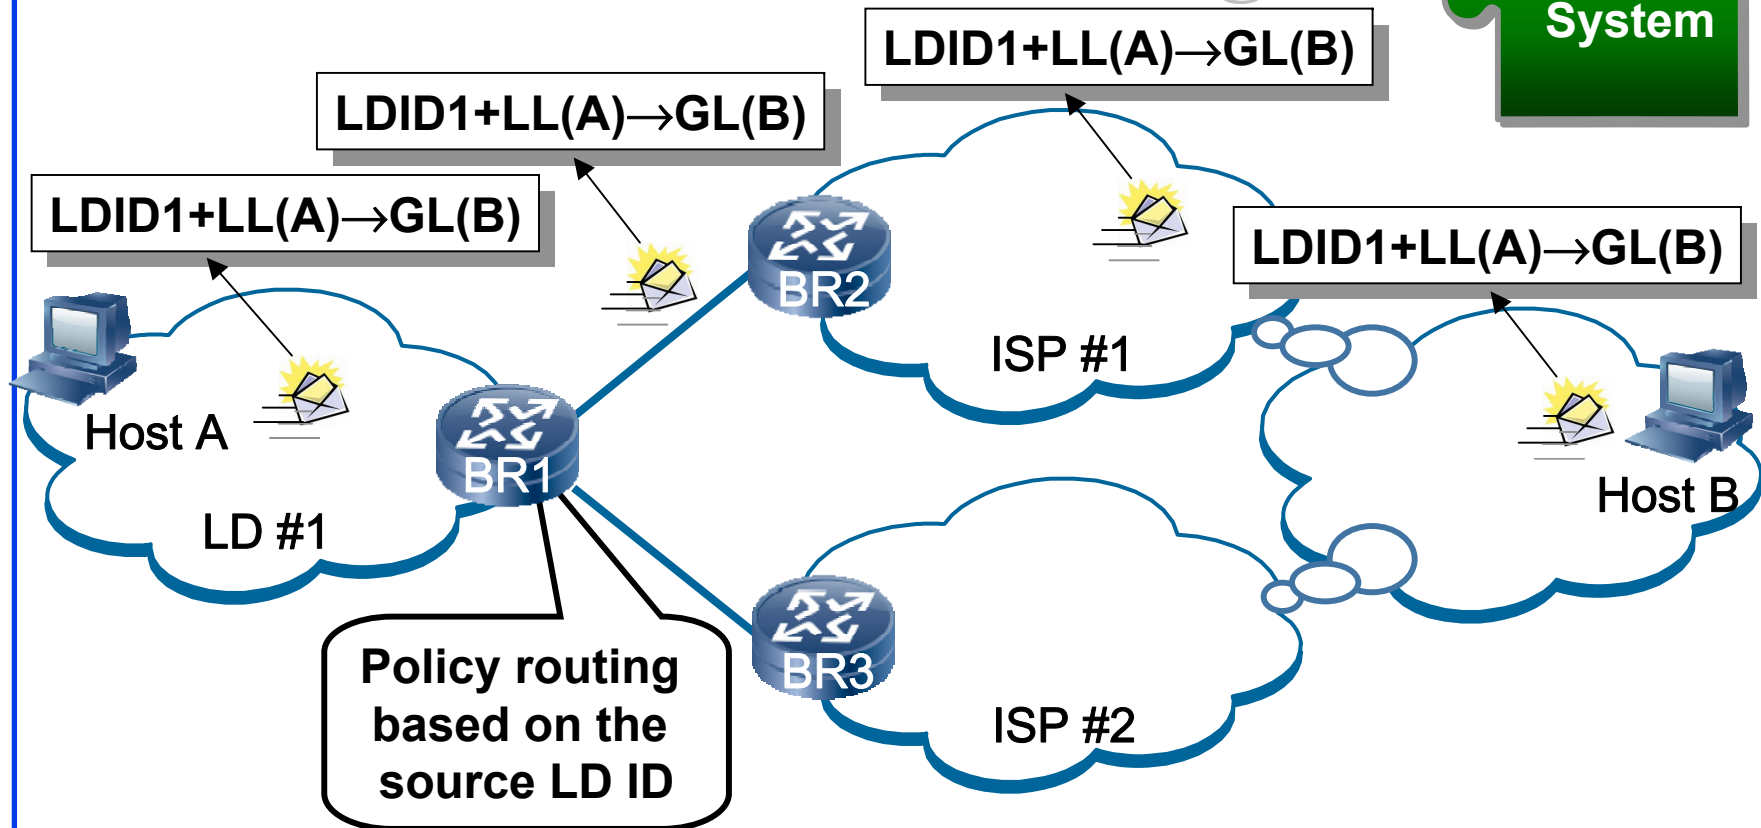 System
LDID1+LL(A)→GL(B)
LDID1+LL(A)→GL(B)
LDID1+LL(A)→GL(B)
LDID1+LL(A)→GL(B)
BR2
ISP #1
Host A
BR1
LD #1
Host B
Policy routing
based on the
source LD ID
BR3
ISP #2